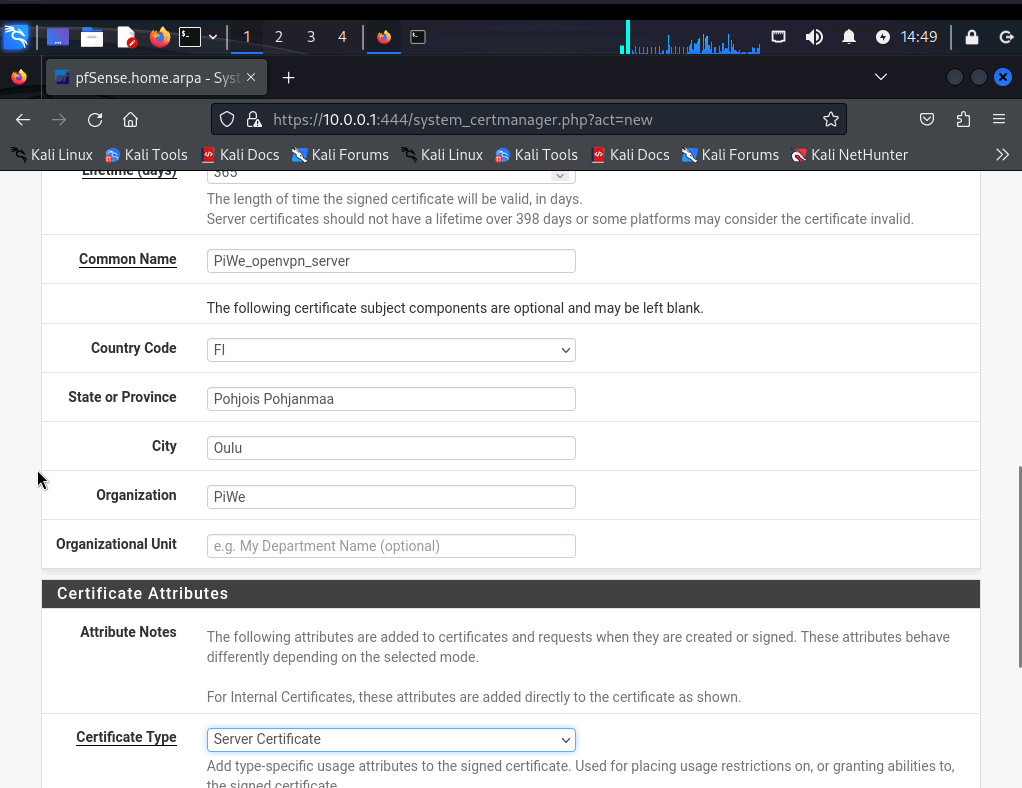 1 2 3 4 14:49
pfSense.home.arpa - Syst
https://10.0.0.1:444/system_certmanager.php?act=new
Kali Linux Kali Tools Kali Docs Kali Forums Kali Linux Kali Tools Kali Docs Kali Forums Kali NetHunter
Lifetime (days) 365
The length of time the signed certificate will be valid, in days.
Server certificates should not have a lifetime over 398 days or some platforms may consider the certificate invalid.
Common Name PiWe_openvpn_server
The following certificate subject components are optional and may be left blank.
Country Code FI
State or Province Pohjois Pohjanmaa
City Oulu
Organization PiWe
Organizational Unit e.g. My Department Name (optional)
Certificate Attributes
Attribute Notes The following attributes are added to certificates and requests when they are created or signed. These attributes behave
differently depending on the selected mode.
For Internal Certificates, these attributes are added directly to the certificate as shown.
Certificate Type Server Certificate
Add type-specific usage attributes to the signed certificate. Used for placing usage restrictions on, or granting abilities to,
the signed certificate.